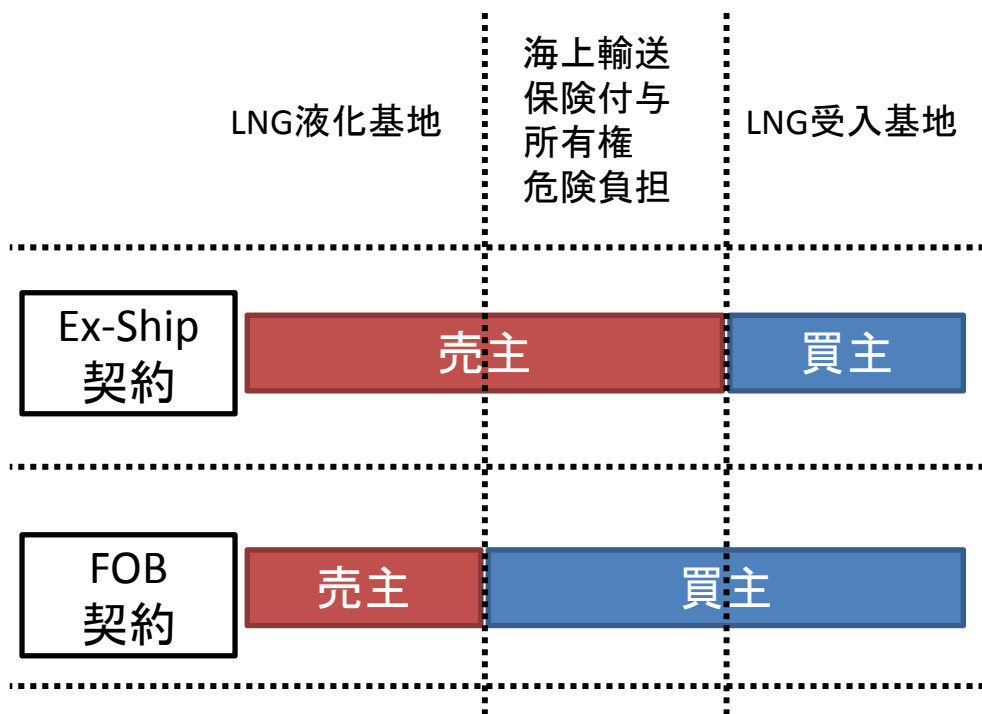 LNG液化基地
海上輸送
保険付与
所有権
危険負担
LNG受入基地
Ex-Ship
契約
売主
買主
FOB
契約
売主
買主